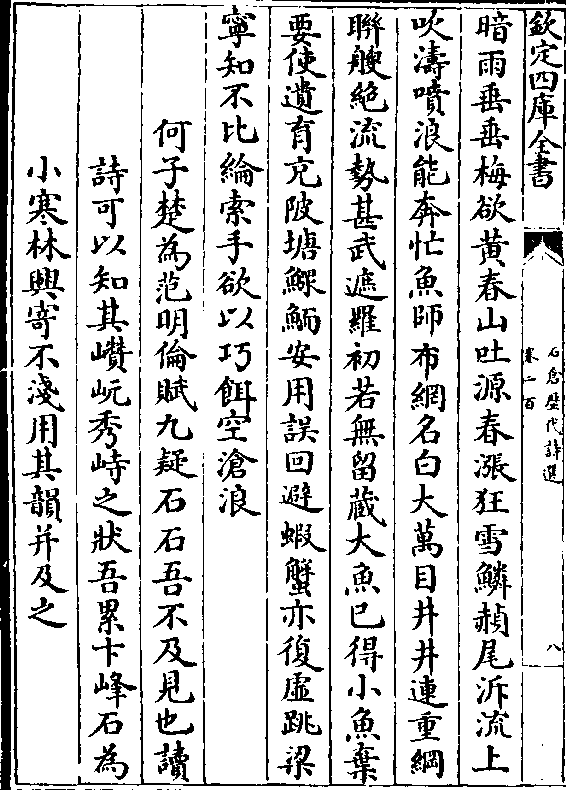 欽定四庫全書
石倉歷代詩選
卷二百
八
暗雨垂垂梅欲黄春山吐源春漲狂雪鱗赬尾泝流上
吹濤噴浪能奔忙魚師布網名白大萬目井井連重綱
聯艘絶流勢甚武遮羅初若無留藏大魚已得小魚棄
要使遺育充陂塘鰥鯣安用誤回避蝦蟹亦復虛跳梁
寧知不比綸索手欲以巧餌空滄浪
何子楚為范明倫賦九疑石石吾不及見也讀
詩可以知其巑岏秀峙之狀吾累卞峰石為
小寒林興寄不淺用其韻并及之